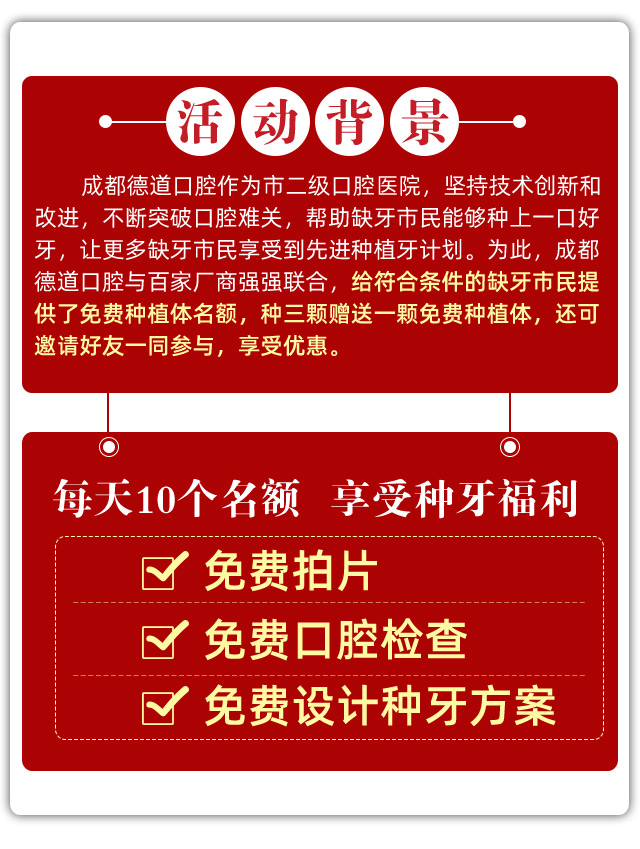 活动背景
成都德道口腔作为市二级口腔医院，坚持技术创新和
改进，不断突破口腔难关，帮助缺牙市民能够种上一口好
牙，让更多缺牙市民享受到先进种植牙计划。为此，成都
德道口腔与百家厂商强强联合，给符合条件的缺牙市民提
供了免费种植体名额，种三颗赠送一颗免费种植体，还可
邀请好友一同参与，享受优惠。
每天10个名额 享受种牙福利
免费拍片
免费口腔检查
免费设计种牙方案